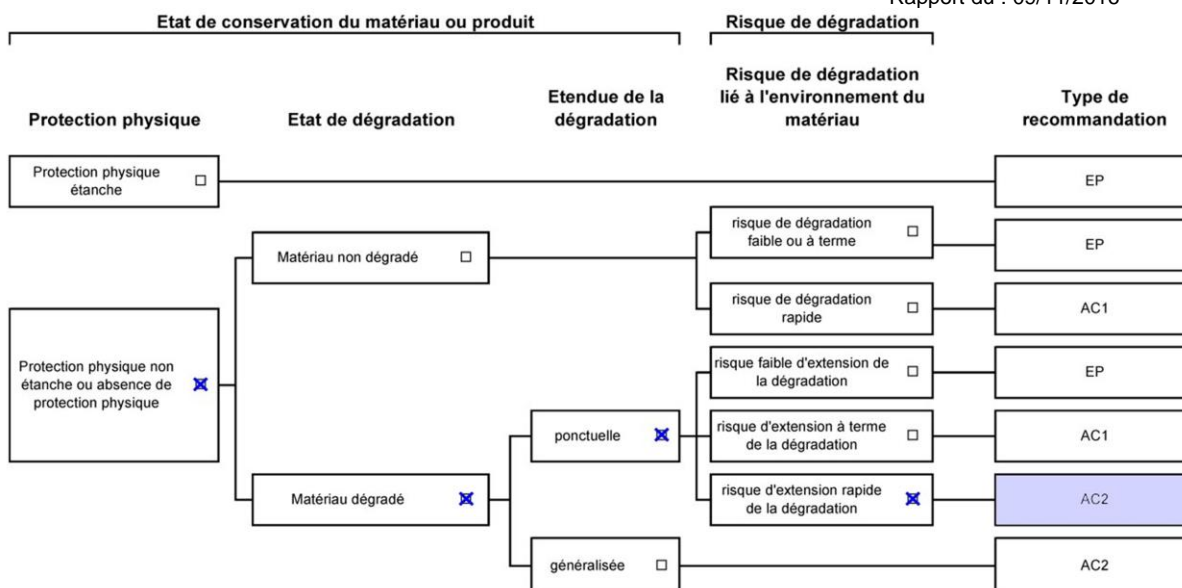 Rapport du :
Etat de conservation du matériau ou produit
Risque de dégradation
Protection physique
Etat de dégradation
Etendue de la
dégradation
Risque de dégradation
lié à l'environnement du
matériau
Type de
recommandation
Protection physique
étanche
EP
risque de dégradation
faible ou à terme
EP
Matériau non dégradé
risque de dégradation
rapide
AC1
Protection physique non
étanche ou absence de
protection physique
risque faible d'extension de
la dégradation
EP
ponctuelle
risque d'extension à terme
de la dégradation
AC1
Matériau dégradé
risque d'extension rapide
de la dégradation
AC2
généralisée
AC2